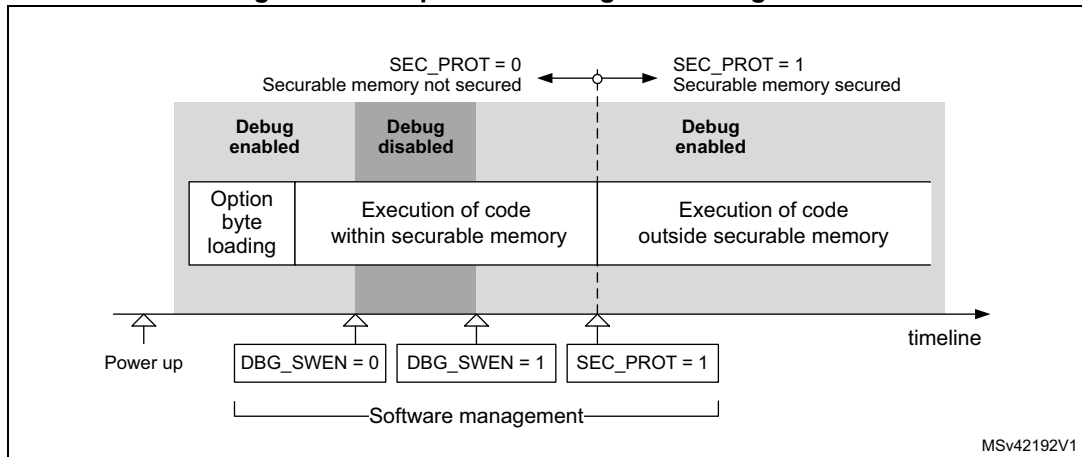 SEC_PROT = 0
Securable memory not secured
SEC_PROT = 1
Securable memory secured
Debug
enabled
Debug
disabled
Debug
enabled
Option
byte
loading
Execution of code
within securable memory
Execution of code
outside securable memory
timeline
Power up
DBG_SWEN = 0
DBG_SWEN = 1
SEC_PROT = 1
Software management
MSv42192V1